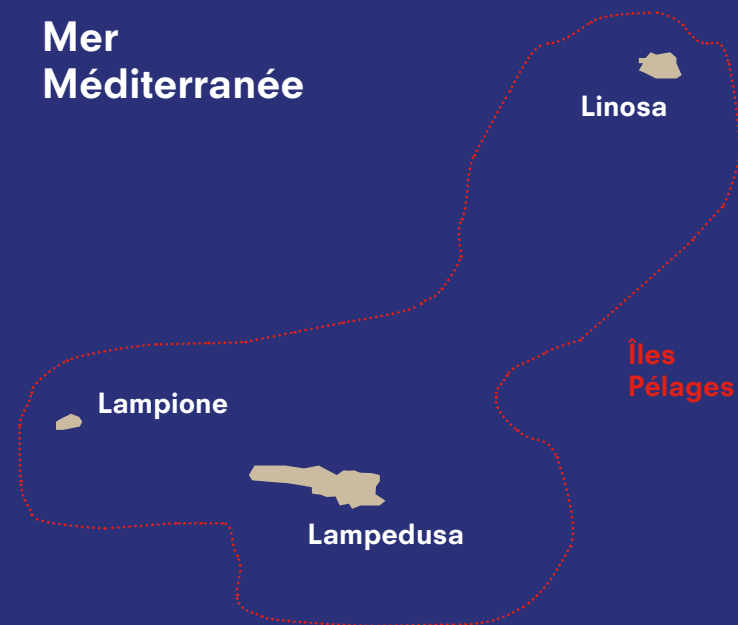 Mer
Méditerranée
Linosa
Îles
Pélages
Lampione
Lampedusa